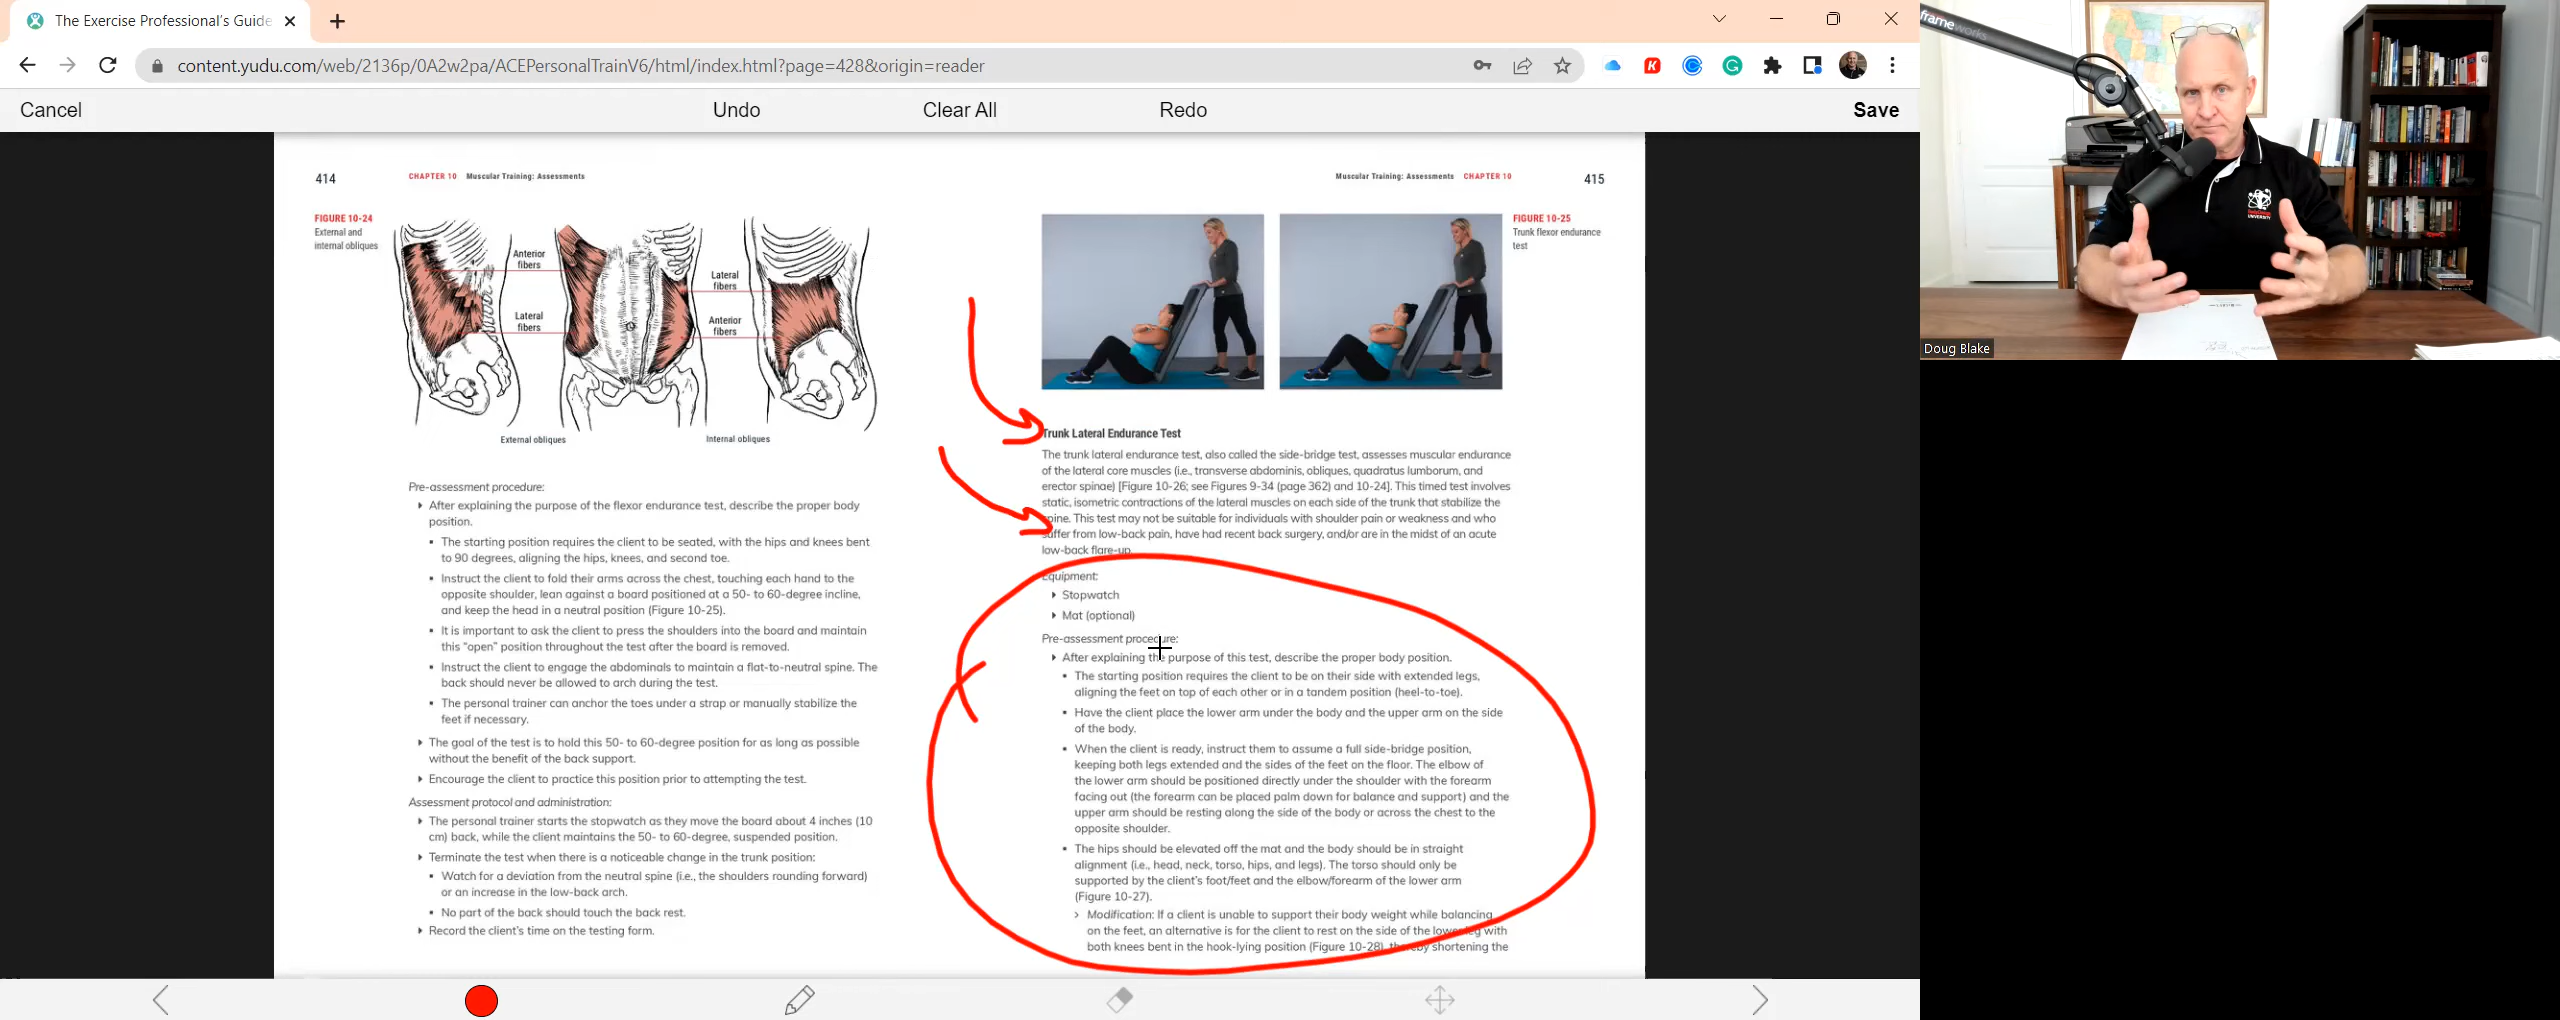 The Exercise Professional's Guide
content.yudu.com/web/2136p/0A2w2pa/ACEPersonalTrainV6/html/index.html?page=428&origin=reader
Cancel
Undo
Clear All
Redo
Save
414
CHAPTER 10 Muscular Training: Assessments
FIGURE 10-24
External and
internal obliques
Anterior
fibers
Lateral
fibers
Lateral
fibers
Anterior
fibers
External obliques
Internal obliques
Pre-assessment procedure:
After explaining the purpose of the flexor endurance test, describe the proper body
position.
The starting position requires the client to be seated, with the hips and knees bent
to 90 degrees, aligning the hips, knees, and second toe.
Instruct the client to fold their arms across the chest, touching each hand to the
opposite shoulder, lean against a board positioned at a 50- to 60-degree incline,
and keep the head in a neutral position (Figure 10-25).
It is important to ask the client to press the shoulders into the board and maintain
this "open" position throughout the test after the board is removed.
Instruct the client to engage the abdominals to maintain a flat-to-neutral spine. The
back should never be allowed to arch during the test.
The personal trainer can anchor the toes under a strap or manually stabilize the
feet if necessary.
The goal of the test is to hold this 50- to 60-degree position for as long as possible
without the benefit of the back support.
Encourage the client to practice this position prior to attempting the test.
Assessment protocol and administration:
The personal trainer starts the stopwatch as they move the board about 4 inches (10
cm) back, while the client maintains the 50- to 60-degree, suspended position.
Terminate the test when there is a noticeable change in the trunk position:
Watch for a deviation from the neutral spine (i.e., the shoulders rounding forward)
or an increase in the low-back arch.
No part of the back should touch the back rest.
Record the client's time on the testing form.
Muscular Training: Assessments CHAPTER 10
415
FIGURE 10-25
Trunk flexor endurance
test
Trunk Lateral Endurance Test
The trunk lateral endurance test, also called the side-bridge test, assesses muscular endurance
of the lateral core muscles (i.e., transverse abdominis, obliques, quadratus lumborum, and
erector spinae) [Figure 10-26; see Figures 9-34 (page 362) and 10-24]. This timed test involves
static, isometric contractions of the lateral muscles on each side of the trunk that stabilize the
spine. This test may not be suitable for individuals with shoulder pain or weakness and who
suffer from low-back pain, have had recent back surgery, and/or are in the midst of an acute
low-back flare-up.
Equipment:
Stopwatch
Mat (optional)
Pre-assessment procedure:
After explaining the purpose of this test, describe the proper body position.
The starting position requires the client to be on their side with extended legs,
aligning the feet on top of each other or in a tandem position (heel-to-toe).
Have the client place the lower arm under the body and the upper arm on the side
of the body.
When the client is ready, instruct them to assume a full side-bridge position,
keeping both legs extended and the sides of the feet on the floor. The elbow of
the lower arm should be positioned directly under the shoulder with the forearm
facing out (the forearm can be placed palm down for balance and support) and the
upper arm should be resting along the side of the body or across the chest to the
opposite shoulder.
The hips should be elevated off the mat and the body should be in straight
alignment (i.e., head, neck, torso, hips, and legs). The torso should only be
supported by the client's foot/feet and the elbow/forearm of the lower arm
(Figure 10-27).
Modification: If a client is unable to support their body weight while balancing
on the feet, an alternative is for the client to rest on the side of the lower leg with
both knees bent in the hook-lying position (Figure 10-28), thereby shortening the
frameworks
UNIVERSITY
Doug Blake